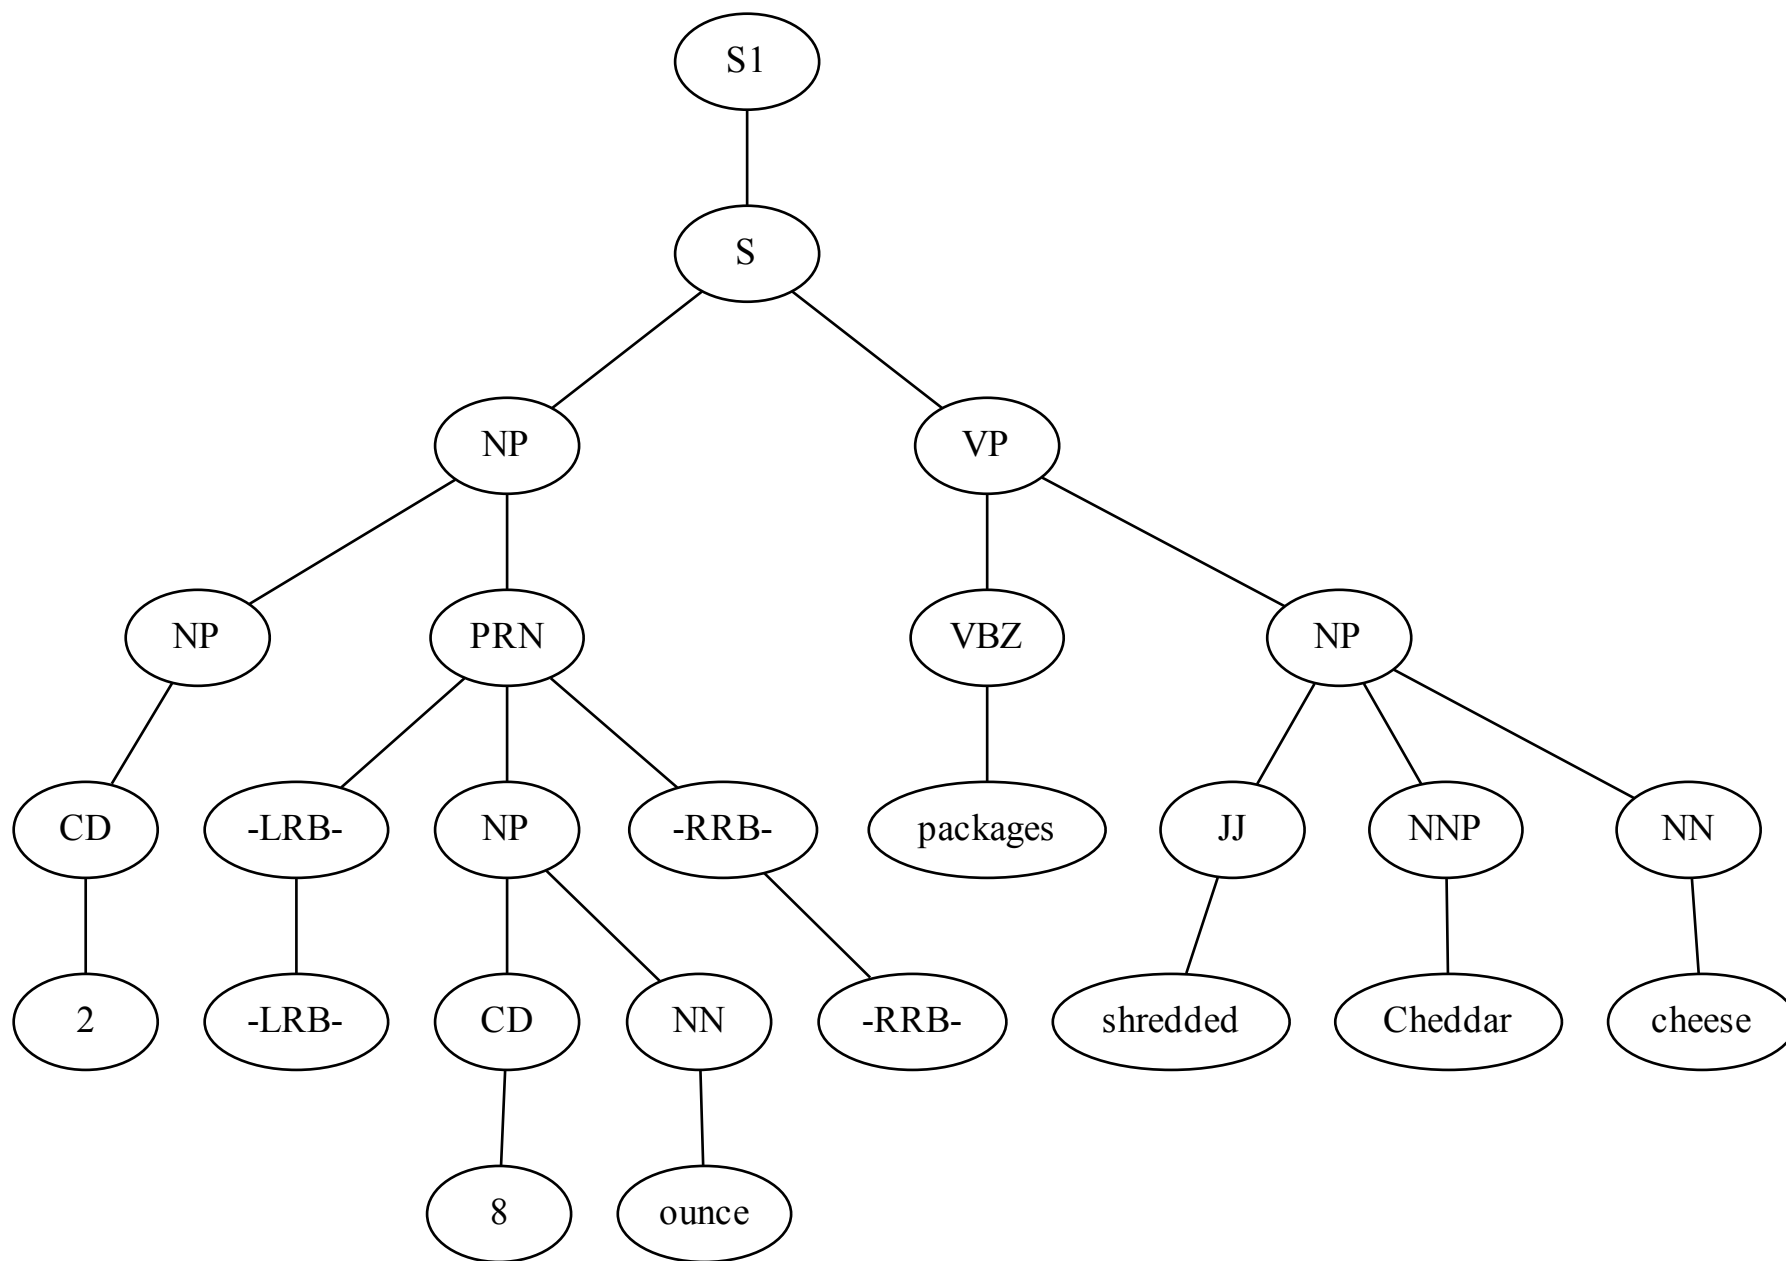 S1
S
NP VP
NP PRN VBZ NP
CD -LRB- NP -RRB- packages JJ NNP NN
2 -LRB- CD NN -RRB- shredded Cheddar cheese
8 ounce